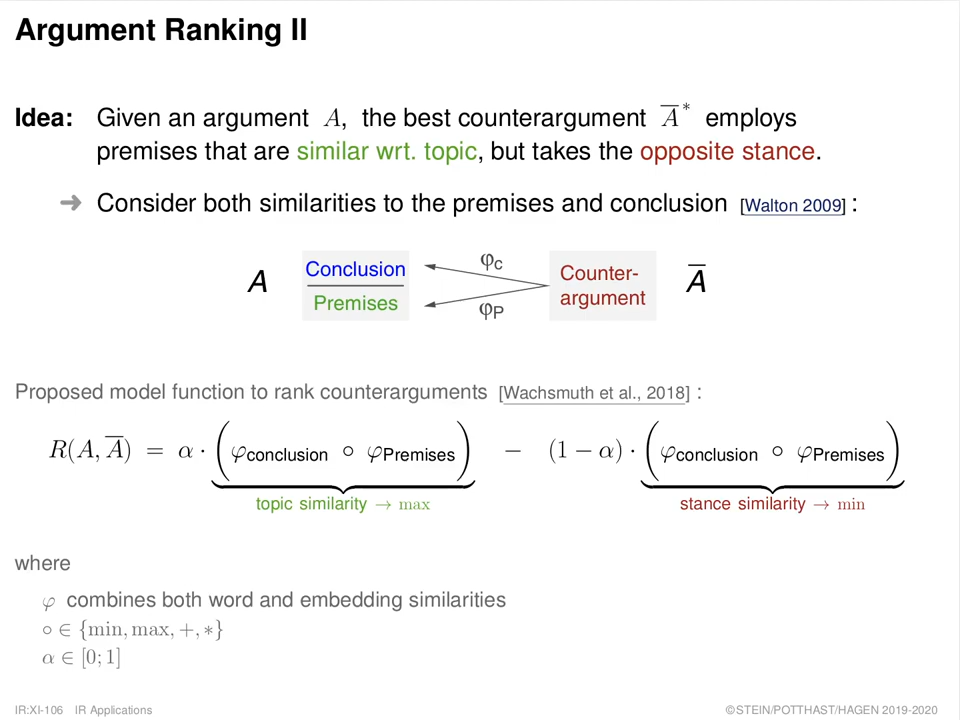 Argument Ranking II
Idea: Given an argument A, the best counterargument A̅* employs
premises that are similar wrt. topic, but takes the opposite stance.
➜ Consider both similarities to the premises and conclusion [Walton 2009] :
A Conclusion φC Counter- A̅
Premises φP argument
Proposed model function to rank counterarguments [Wachsmuth et al., 2018] :
R(A, A̅) = α · (φconclusion ∘ φPremises) − (1 − α) · (φconclusion ∘ φPremises)
topic similarity → max stance similarity → min
where
φ combines both word and embedding similarities
∘ ∈ {min, max, +, *}
α ∈ [0; 1]
IR:XI-106 IR Applications ©STEIN/POTTHAST/HAGEN 2019-2020